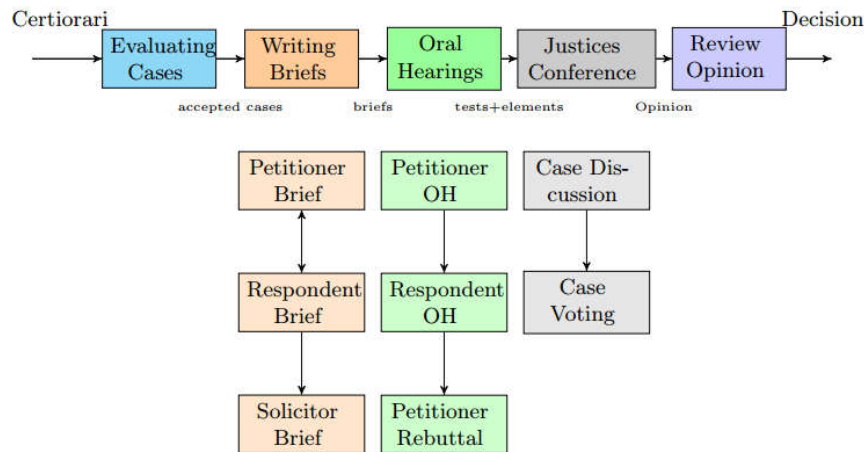 Certiorari
Decision
Evaluating
Cases
Writing
Briefs
Oral
Hearings
Justices
Conference
Review
Opinion
accepted cases
briefs
tests+elements
Opinion
Petitioner
Brief
Petitioner
OH
Case Dis-
cussion
Respondent
Brief
Respondent
OH
Case
Voting
Solicitor
Brief
Petitioner
Rebuttal